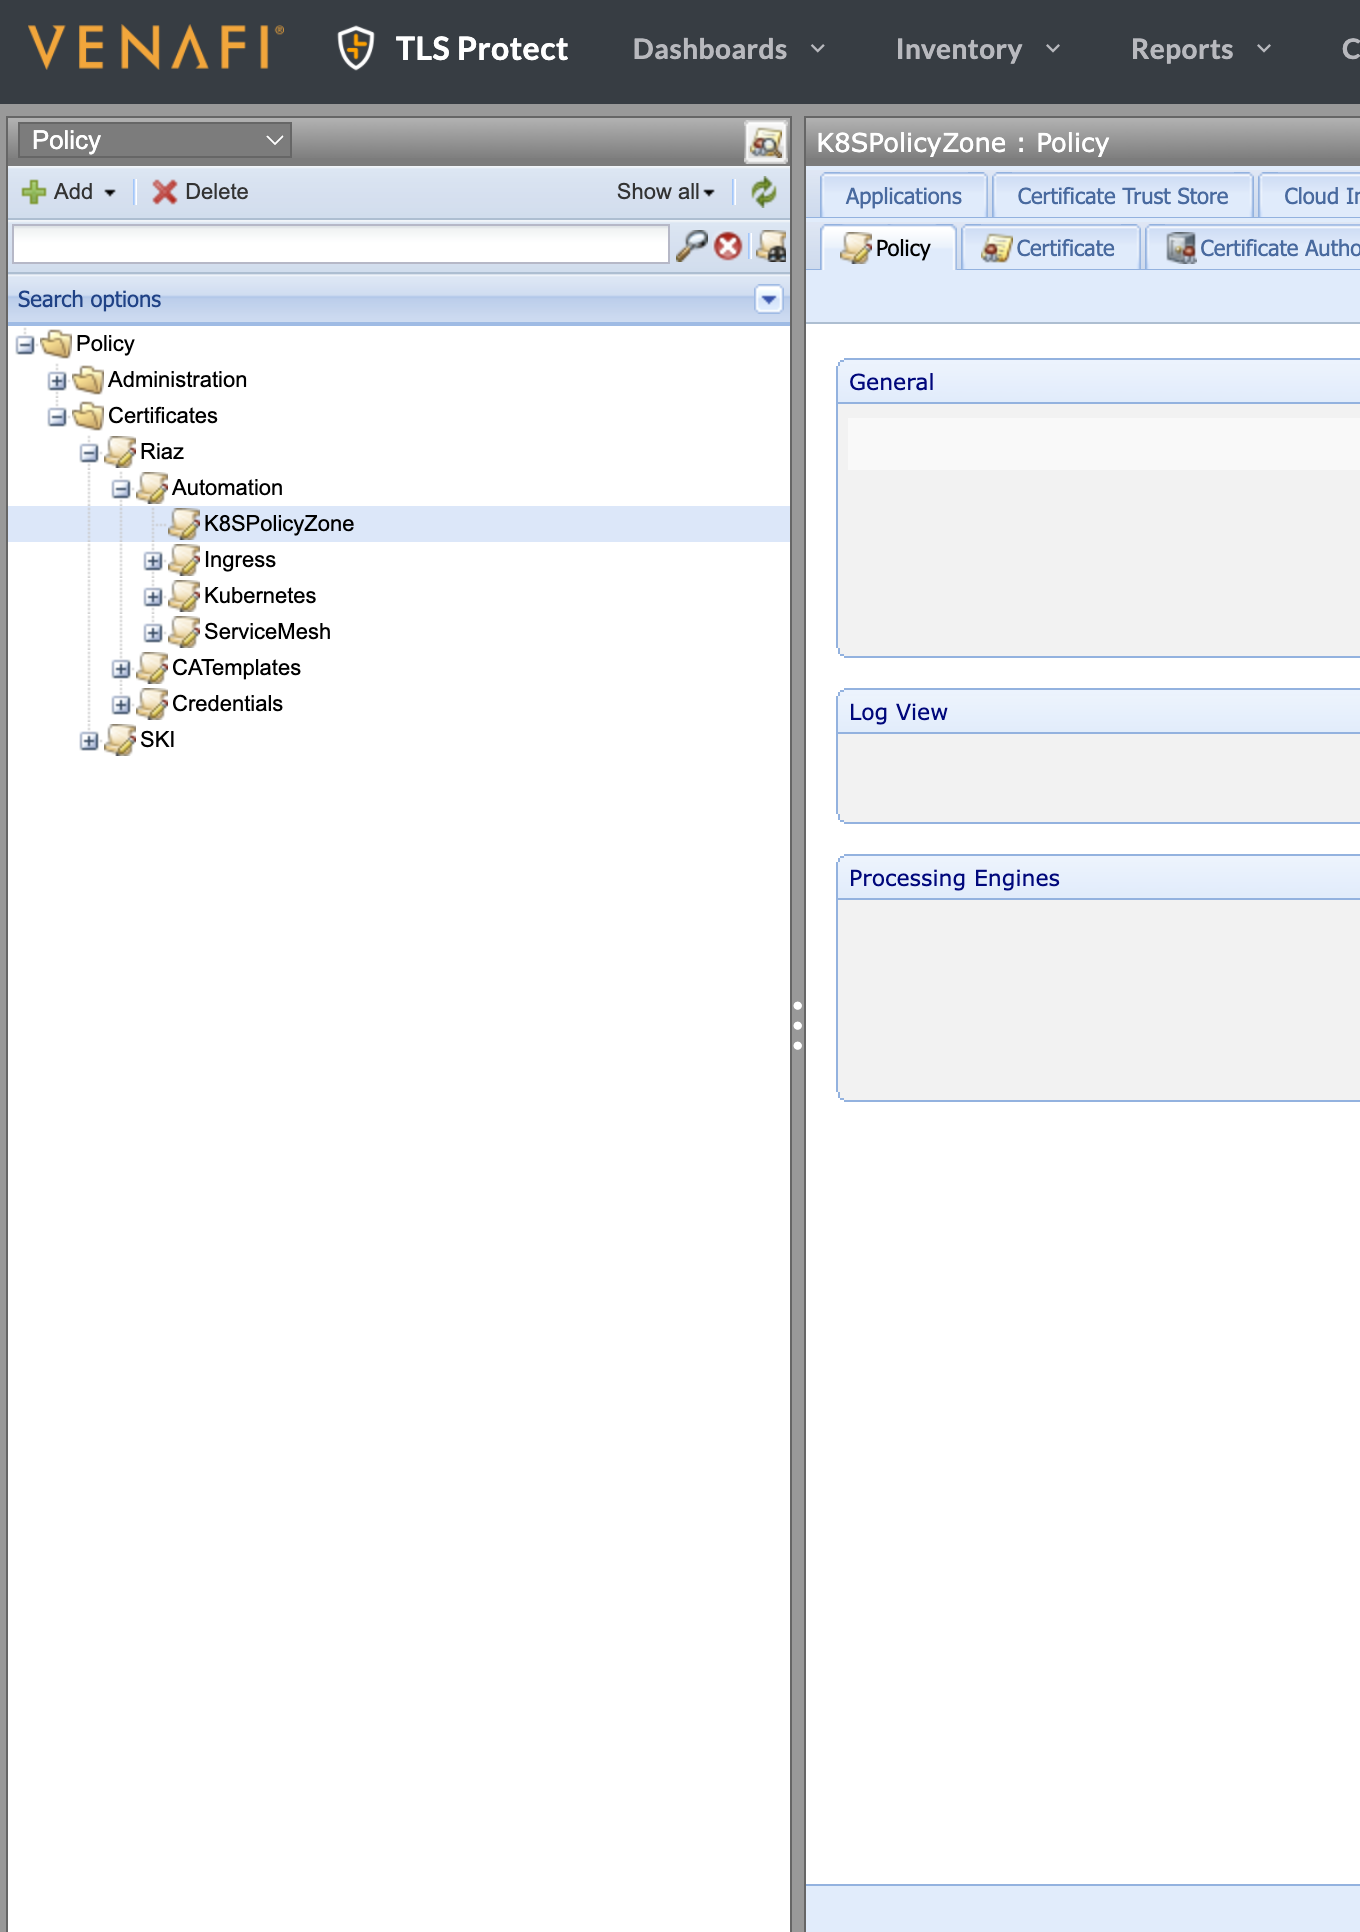 VENAFI® TLS Protect Dashboards Inventory Reports
Policy
Add Delete Show all
Search options
Policy
Administration
Certificates
Riaz
Automation
K8SPolicyZone
Ingress
Kubernetes
ServiceMesh
CATemplates
Credentials
SKI
K8SPolicyZone : Policy
Applications Certificate Trust Store Cloud
Policy Certificate Certificate
General
Log View
Processing Engines